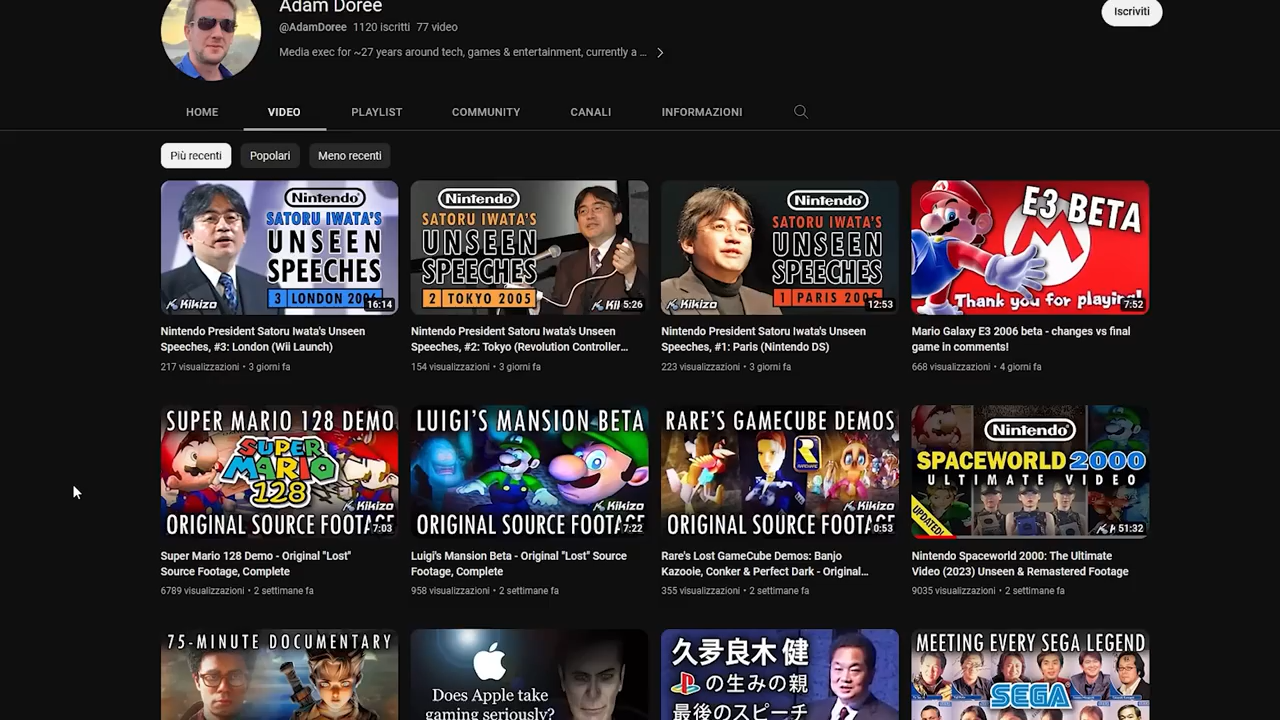 Adam Doree
@AdamDoree 1120 iscritti 77 video
Iscriviti
Media exec for ~27 years around tech, games & entertainment, currently a ...
HOME VIDEO PLAYLIST COMMUNITY CANALI INFORMAZIONI
Più recenti Popolari Meno recenti
Nintendo
SATORU IWATA'S
UNSEEN
SPEECHES
3 LONDON
Kikizo
16:14
Nintendo
SATORU IWATA'S
UNSEEN
SPEECHES
2 TOKYO 2005
5:26
Nintendo
SATORU IWATA'S
UNSEEN
SPEECHES
1 PARIS 2005
Kikizo
12:53
E3 BETA
M
Thank you for playing!
7:52
Nintendo President Satoru Iwata's Unseen
Speeches, #3: London (Wii Launch)
217 visualizzazioni • 3 giorni fa
Nintendo President Satoru Iwata's Unseen
Speeches, #2: Tokyo (Revolution Controller...
154 visualizzazioni • 3 giorni fa
Nintendo President Satoru Iwata's Unseen
Speeches, #1: Paris (Nintendo DS)
223 visualizzazioni • 3 giorni fa
Mario Galaxy E3 2006 beta - changes vs final
game in comments!
668 visualizzazioni • 4 giorni fa
SUPER MARIO 128 DEMO
SUPER
MARIO
128
Kikizo
ORIGINAL SOURCE FOOTAGE
7:03
LUIGI'S MANSION BETA
Kikizo
ORIGINAL SOURCE FOOTAGE
7:22
RARE'S GAMECUBE DEMOS
R
RAREWARE
Kikizo
ORIGINAL SOURCE FOOTAGE
0:53
Nintendo
SPACEWORLD 2000
ULTIMATE VIDEO
UPDATED!
51:32
Super Mario 128 Demo - Original "Lost"
Source Footage, Complete
6789 visualizzazioni • 2 settimane fa
Luigi's Mansion Beta - Original "Lost" Source
Footage, Complete
958 visualizzazioni • 2 settimane fa
Rare's Lost GameCube Demos: Banjo
Kazooie, Conker & Perfect Dark - Original...
355 visualizzazioni • 2 settimane fa
Nintendo Spaceworld 2000: The Ultimate
Video (2023) Unseen & Remastered Footage
9035 visualizzazioni • 2 settimane fa
75-MINUTE DOCUMENTARY
Does Apple take
gaming seriously?
久夛良木 健
の生みの親
最後のスピーチ
MEETING EVERY SEGA LEGEND
SEGA